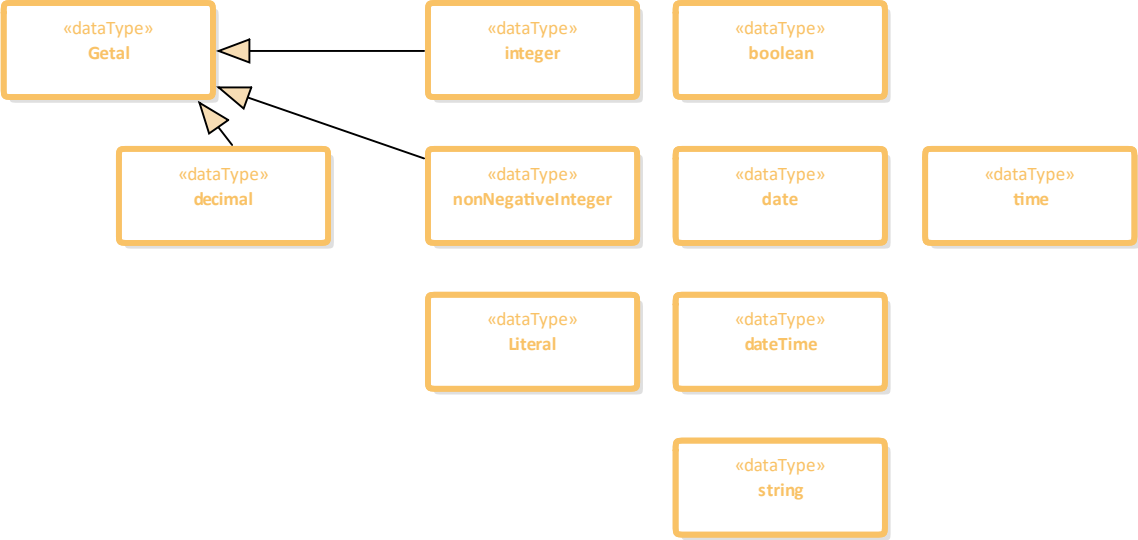 «dataType»
Getal
«dataType»
integer
«dataType»
boolean
«dataType»
decimal
«dataType»
nonNegativeInteger
«dataType»
date
«dataType»
time
«dataType»
Literal
«dataType»
dateTime
«dataType»
string